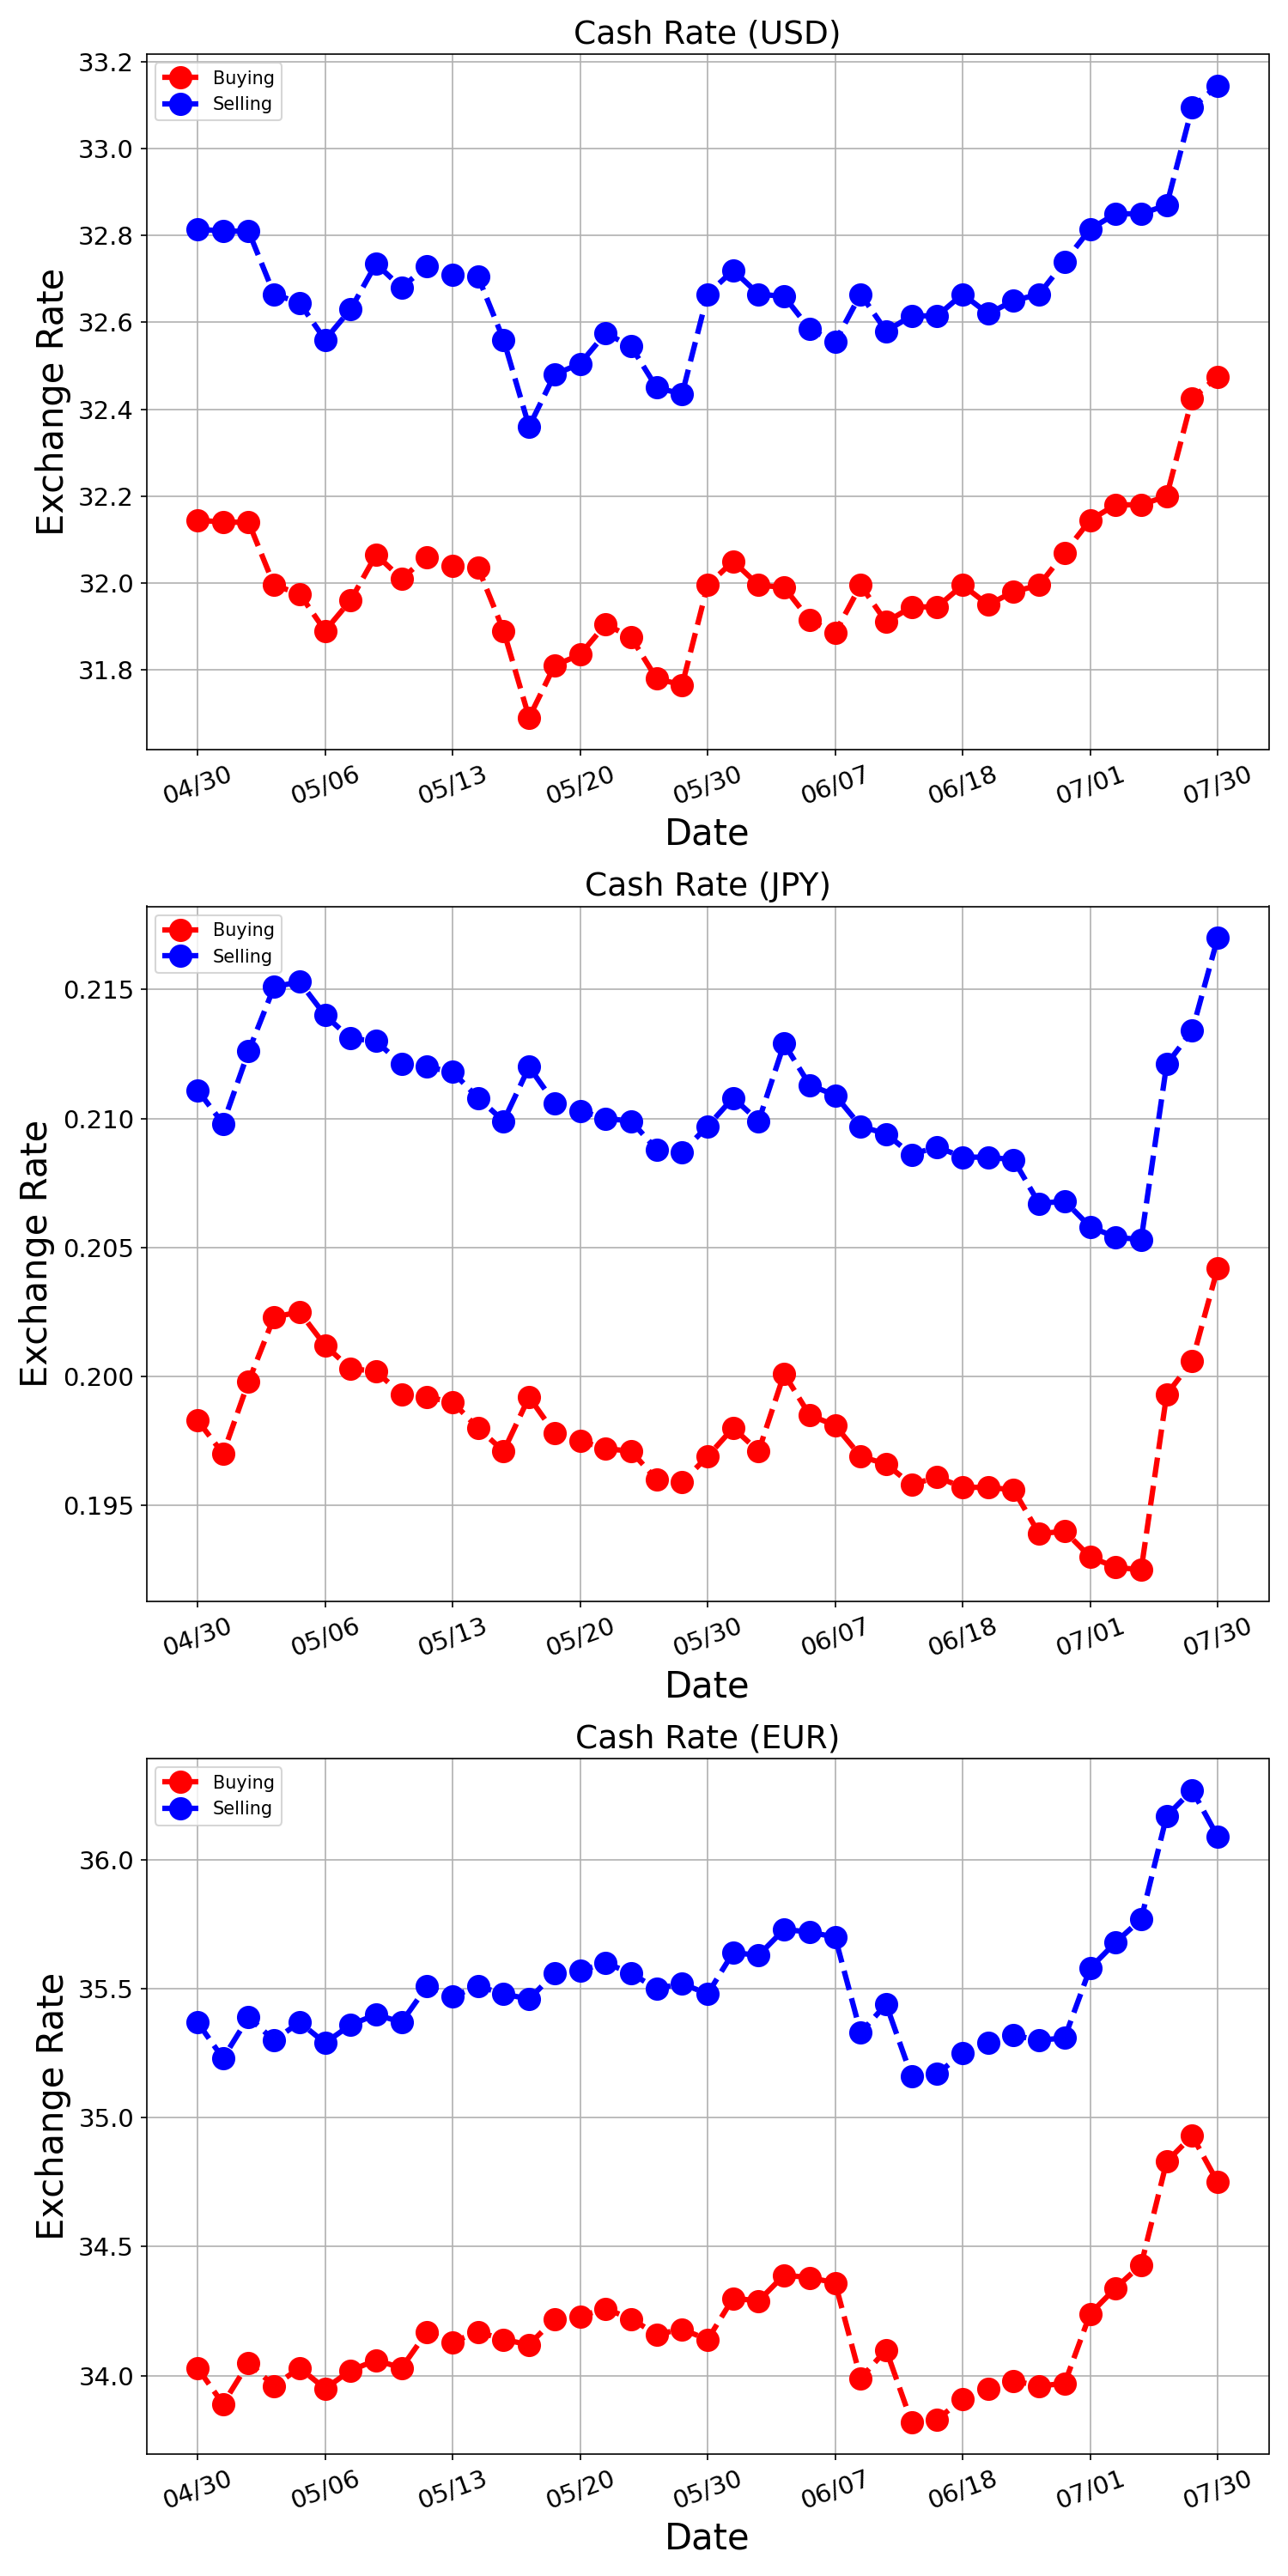 Cash Rate (USD)
Buying
Selling
33.2
33.0
32.8
32.6
32.4
32.2
32.0
31.8
Exchange Rate
04/30 05/06 05/13 05/20 05/30 06/07 06/18 07/01 07/30
Date
Cash Rate (JPY)
Buying
Selling
0.215
0.210
0.205
0.200
0.195
Exchange Rate
04/30 05/06 05/13 05/20 05/30 06/07 06/18 07/01 07/30
Date
Cash Rate (EUR)
Buying
Selling
36.0
35.5
35.0
34.5
34.0
Exchange Rate
04/30 05/06 05/13 05/20 05/30 06/07 06/18 07/01 07/30
Date